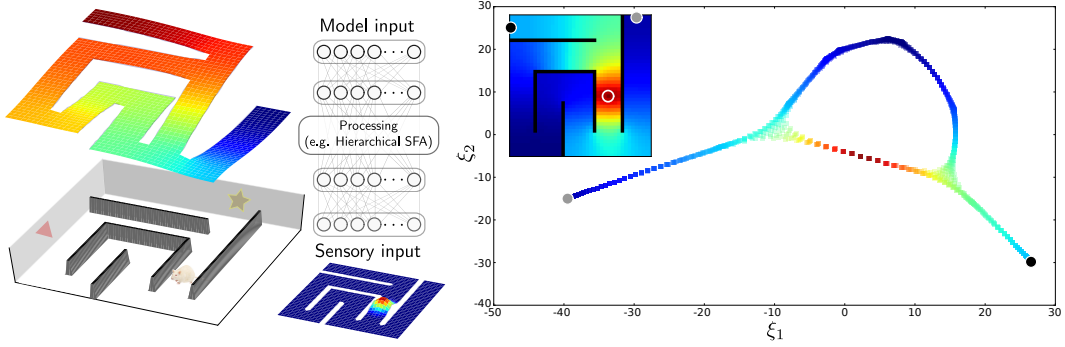 Model input
Processing
(e.g. Hierarchical SFA)
Sensory input
ξ₂
30
20
10
0
-10
-20
-30
-40
-50
-40
-30
-20
-10
0
10
20
30
ξ₁